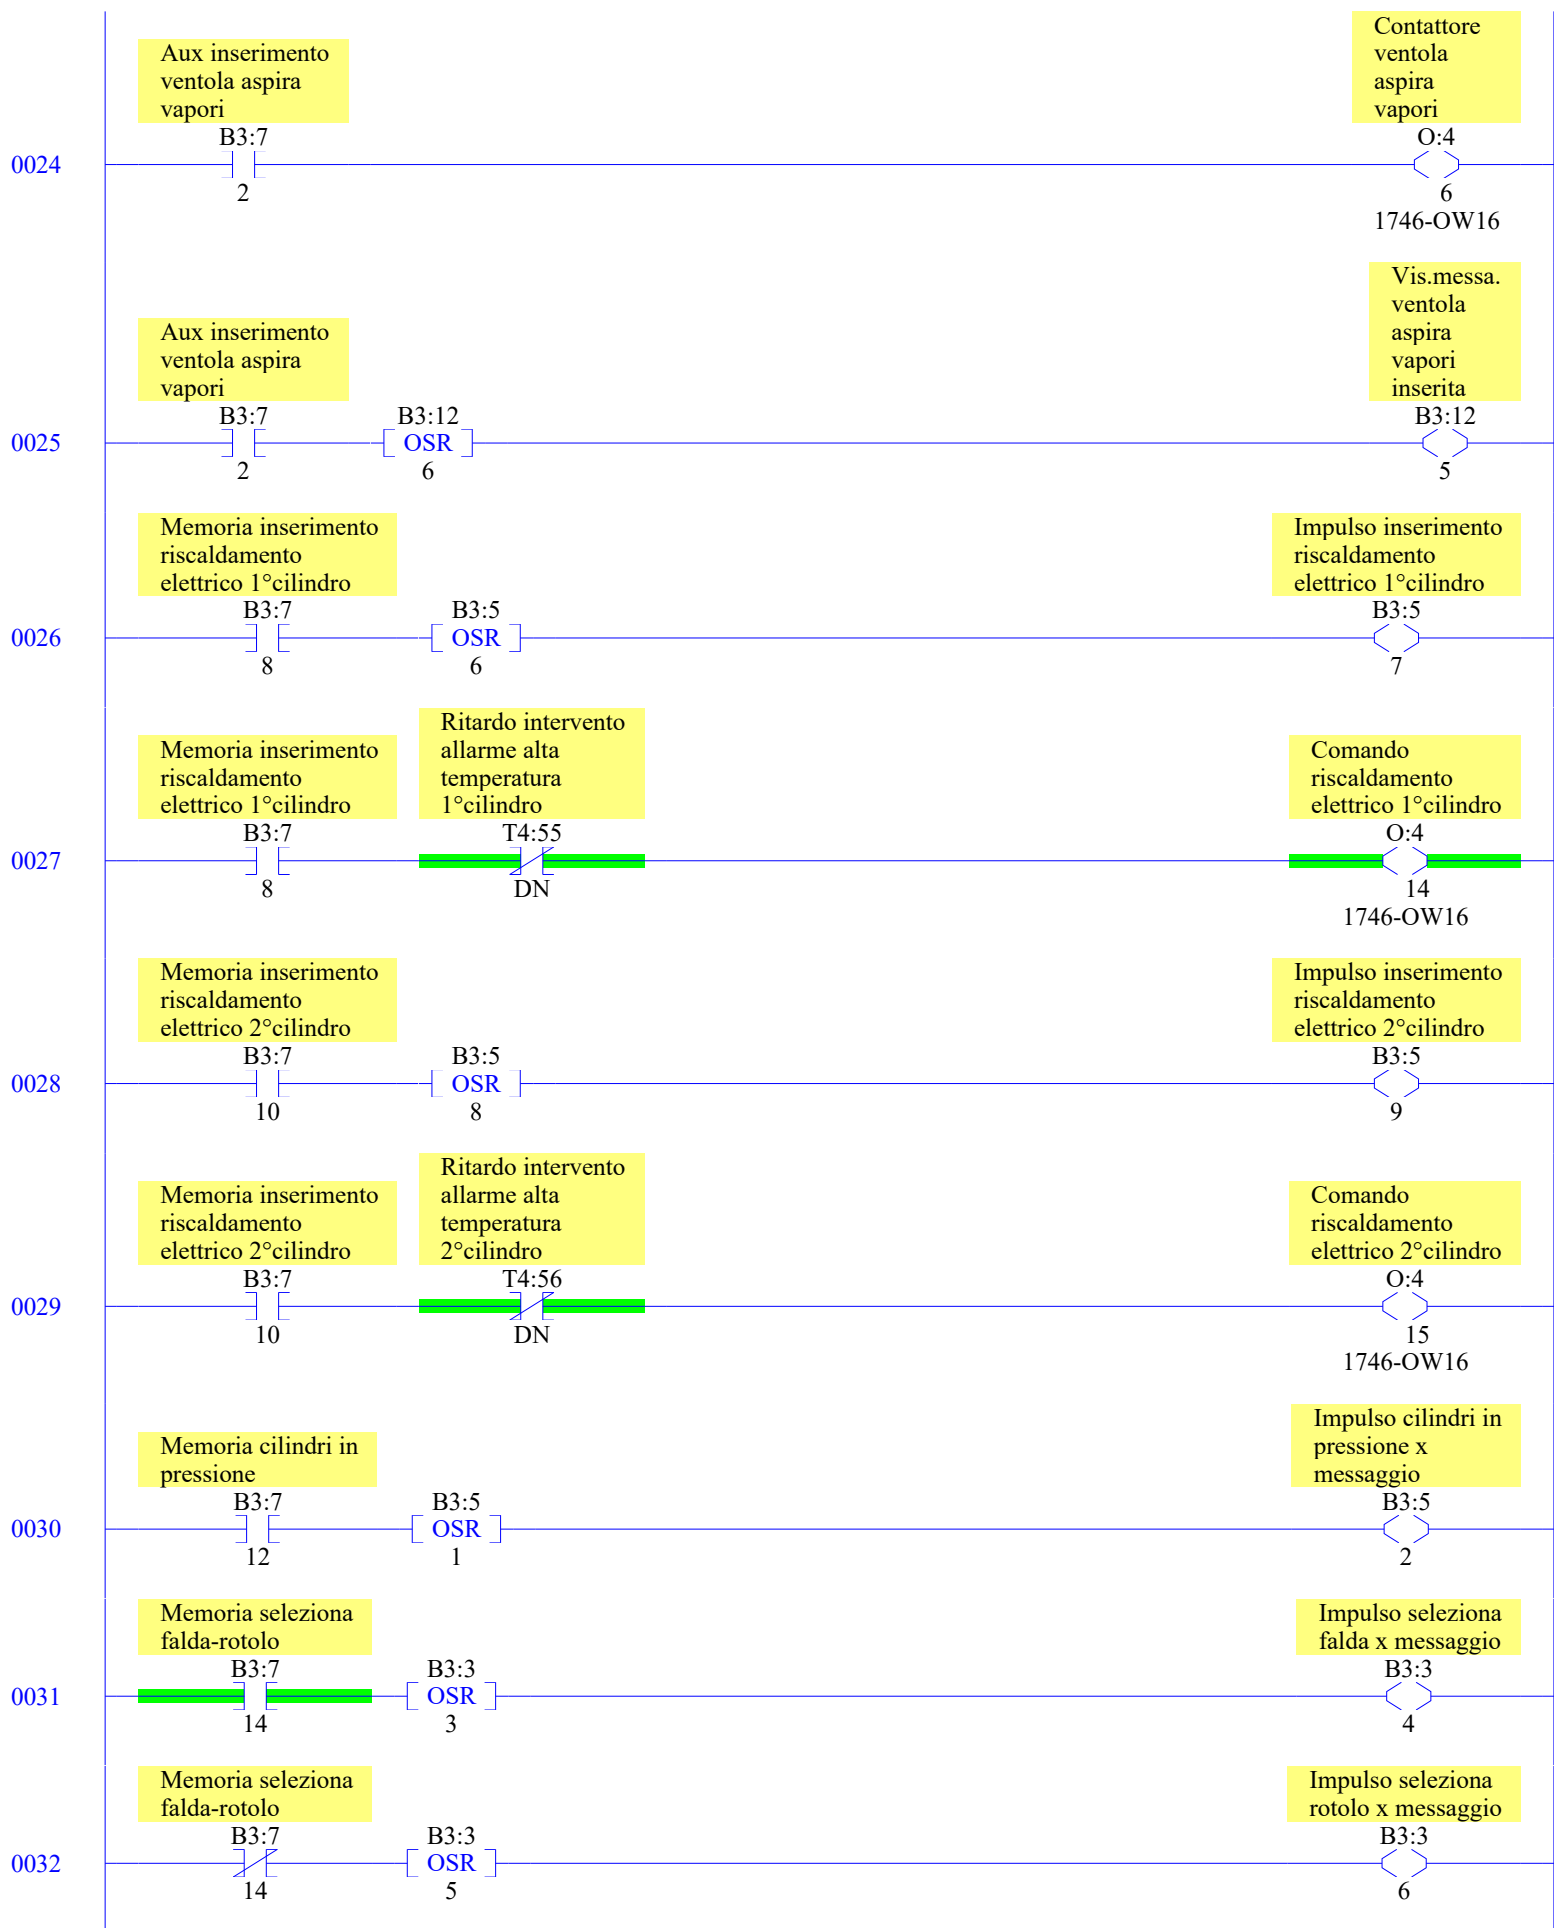 Aux inserimento
ventola aspira
vapori
B3:7
2
Contattore
ventola
aspira
vapori
O:4
6
1746-OW16
0024
Aux inserimento
ventola aspira
vapori
B3:7
2
B3:12
OSR
6
Vis.messa.
ventola
aspira
vapori
inserita
B3:12
5
0025
Memoria inserimento
riscaldamento
elettrico 1°cilindro
B3:7
8
B3:5
OSR
6
Impulso inserimento
riscaldamento
elettrico 1°cilindro
B3:5
7
0026
Memoria inserimento
riscaldamento
elettrico 1°cilindro
B3:7
8
Ritardo intervento
allarme alta
temperatura
1°cilindro
T4:55
DN
Comando
riscaldamento
elettrico 1°cilindro
O:4
14
1746-OW16
0027
Memoria inserimento
riscaldamento
elettrico 2°cilindro
B3:7
10
B3:5
OSR
8
Impulso inserimento
riscaldamento
elettrico 2°cilindro
B3:5
9
0028
Memoria inserimento
riscaldamento
elettrico 2°cilindro
B3:7
10
Ritardo intervento
allarme alta
temperatura
2°cilindro
T4:56
DN
Comando
riscaldamento
elettrico 2°cilindro
O:4
15
1746-OW16
0029
Memoria cilindri in
pressione
B3:7
12
B3:5
OSR
1
Impulso cilindri in
pressione x
messaggio
B3:5
2
0030
Memoria seleziona
falda-rotolo
B3:7
14
B3:3
OSR
3
Impulso seleziona
falda x messaggio
B3:3
4
0031
Memoria seleziona
falda-rotolo
B3:7
14
B3:3
OSR
5
Impulso seleziona
rotolo x messaggio
B3:3
6
0032